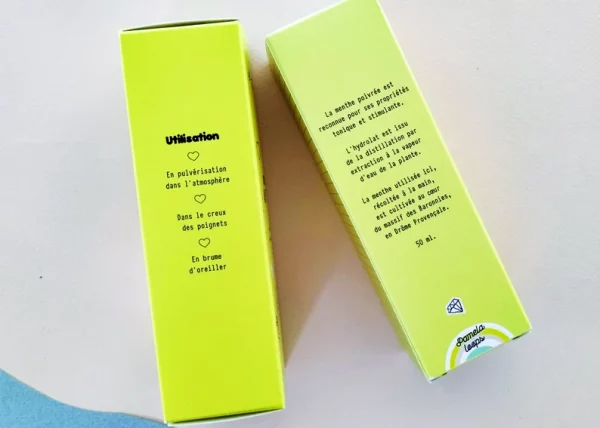 Utilisation
En pulvérisation
dans l'atmosphère
Dans le creux
des poignets
En brume
d'oreiller
La menthe poivrée est
reconnue pour ses propriétés
tonique et stimulante.
L'hydrolat est issu
de la distillation par
extraction à la vapeur
d'eau de la plante.
La menthe utilisée ici,
récoltée à la main,
est cultivée au cœur
du massif des Baronnies,
en Drôme Provençale.
50 ml.
Pamela
Loops